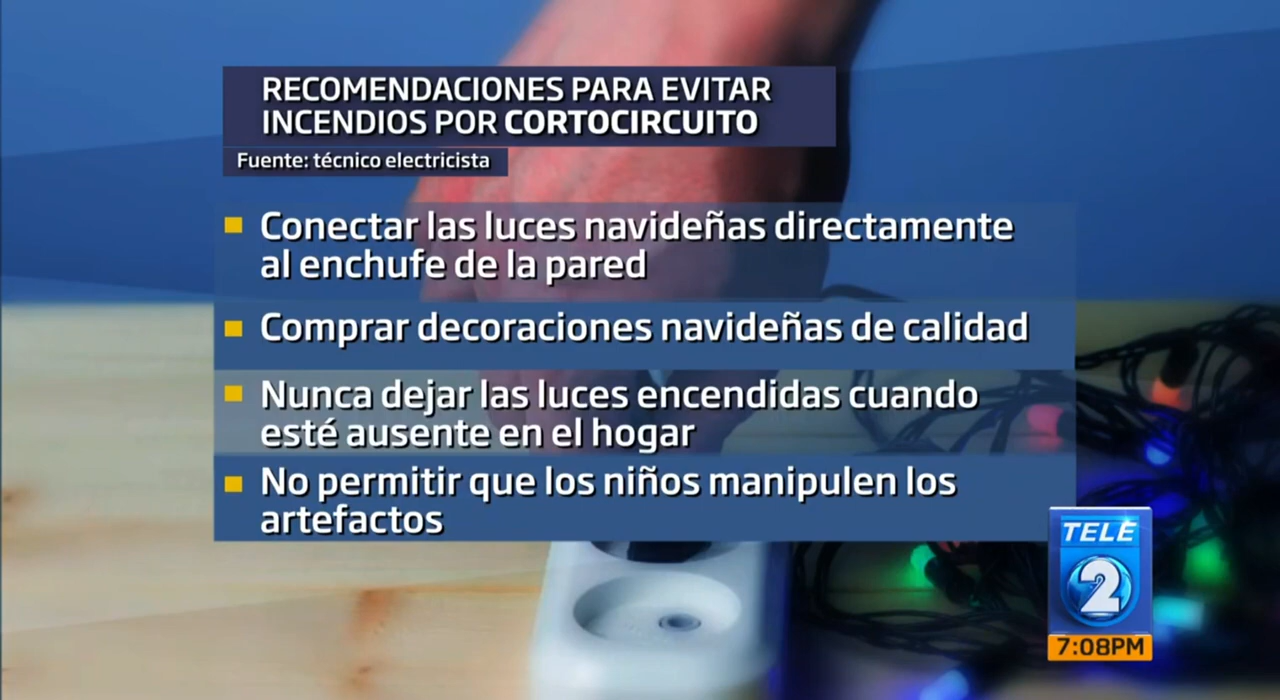 RECOMENDACIONES PARA EVITAR
INCENDIOS POR CORTOCIRCUITO
Fuente: técnico electricista
Conectar las luces navideñas directamente
al enchufe de la pared
Comprar decoraciones navideñas de calidad
Nunca dejar las luces encendidas cuando
esté ausente en el hogar
No permitir que los niños manipulen los
artefactos
TELE
2
7:08PM